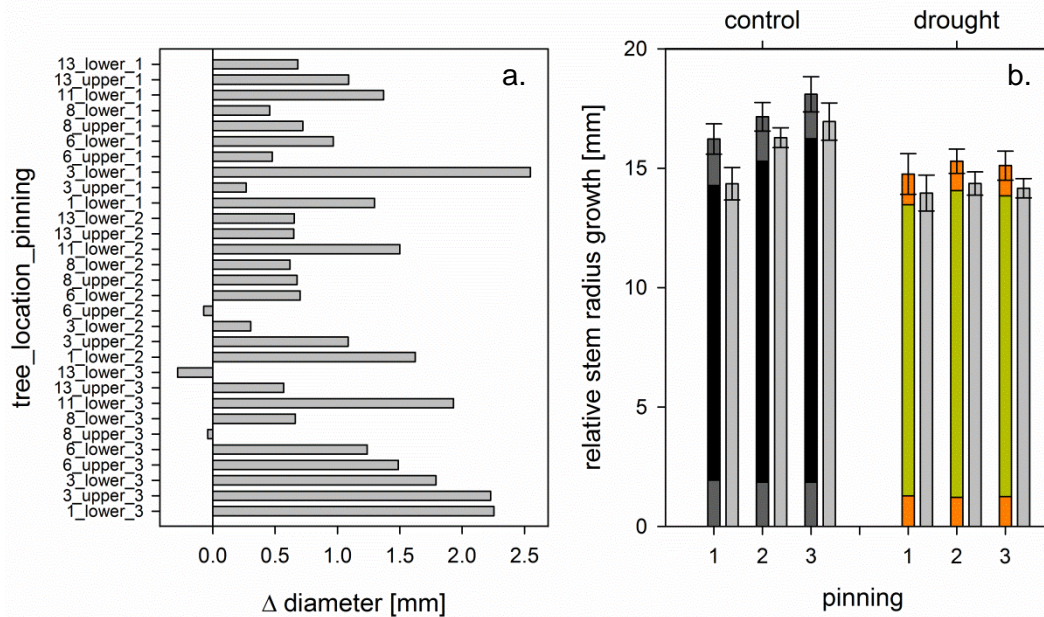 a.
tree_location_pinning
13_lower_1
13_upper_1
11_lower_1
8_lower_1
8_upper_1
6_lower_1
6_upper_1
3_lower_1
3_upper_1
1_lower_1
13_lower_2
13_upper_2
11_lower_2
8_lower_2
8_upper_2
6_lower_2
6_upper_2
3_lower_2
3_upper_2
1_lower_2
13_lower_3
13_upper_3
11_lower_3
8_lower_3
8_upper_3
6_lower_3
6_upper_3
3_lower_3
3_upper_3
1_lower_3
0.0 0.5 1.0 1.5 2.0 2.5
Δ diameter [mm]
control drought
b.
relative stem radius growth [mm]
20
15
10
5
0
1 2 3 1 2 3
pinning